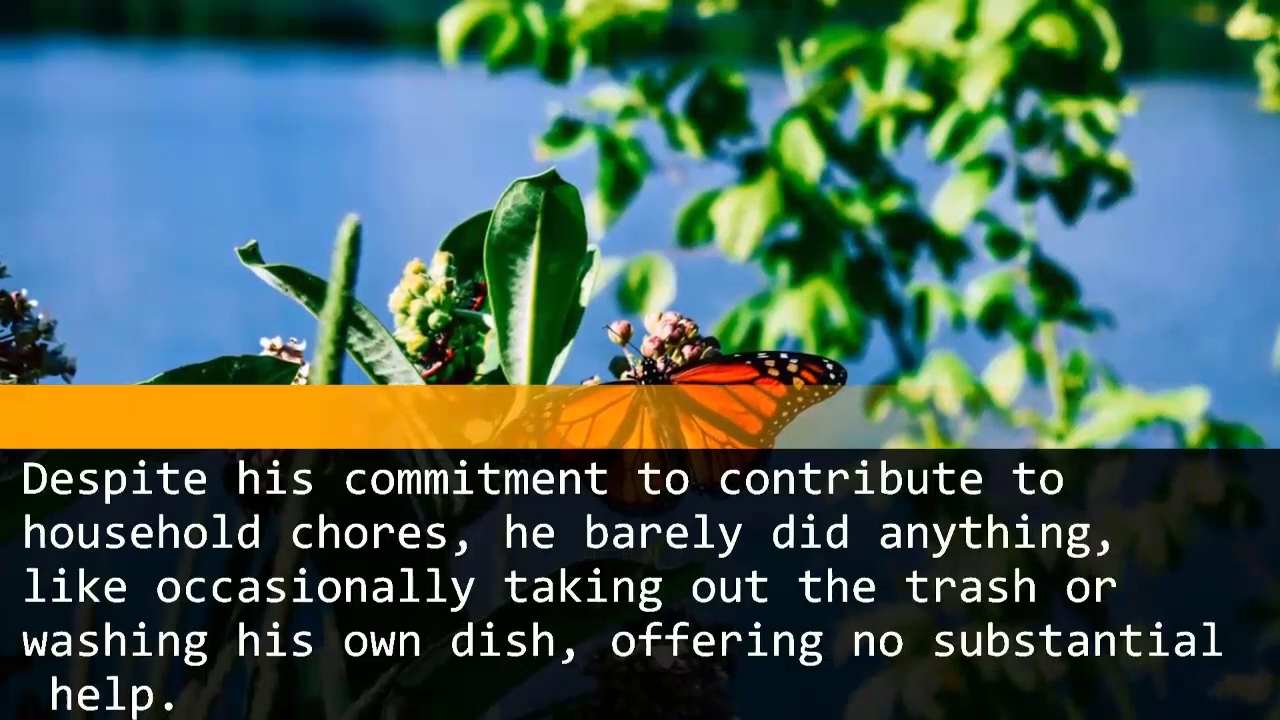 Despite his commitment to contribute to
household chores, he barely did anything,
like occasionally taking out the trash or
washing his own dish, offering no substantial
help.